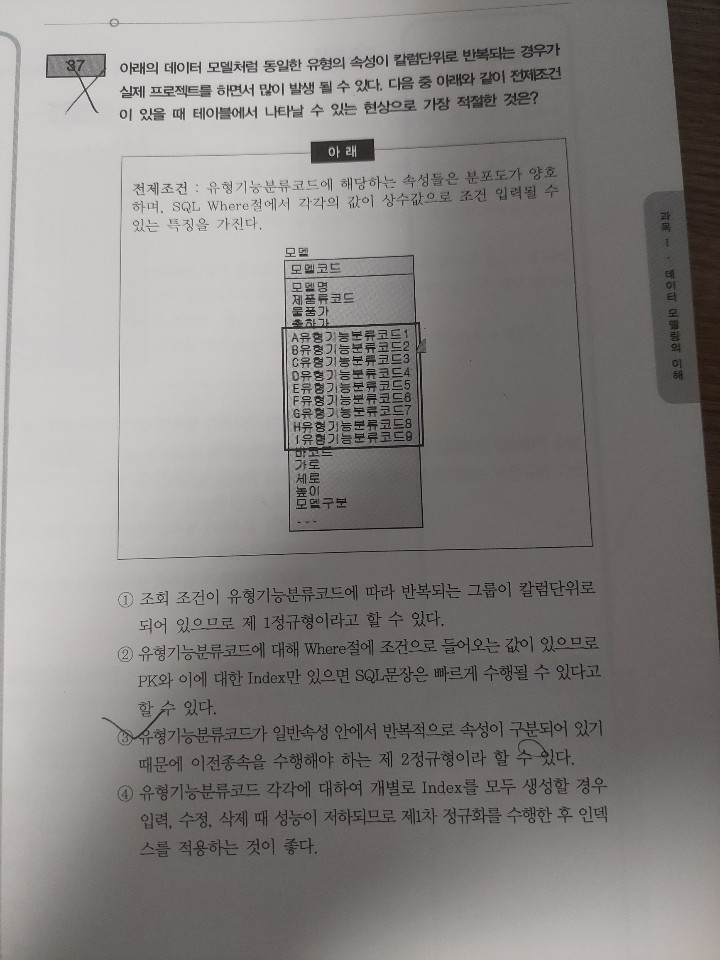 37
아래의 데이터 모델처럼 동일한 유형의 속성이 칼럼단위로 반복되는 경우가
실제 프로젝트를 하면서 많이 발생 될 수 있다. 다음 중 아래와 같이 전제조건
이 있을 때 테이블에서 나타날 수 있는 현상으로 가장 적절한 것은?
아 래
전제조건 : 유형기능분류코드에 해당하는 속성들은 분포도가 양호
하며, SQL Where절에서 각각의 값이 상수값으로 조건 입력될 수
있는 특징을 가진다.
모델
모델코드
모델명
제품류코드
물품가
출하가
A유형기능분류코드1
B유형기능분류코드2
C유형기능분류코드3
D유형기능분류코드4
E유형기능분류코드5
F유형기능분류코드6
G유형기능분류코드7
H유형기능분류코드8
I유형기능분류코드9
바코드
가로
세로
높이
모델구분
---
① 조회 조건이 유형기능분류코드에 따라 반복되는 그룹이 칼럼단위로
되어 있으므로 제 1정규형이라고 할 수 있다.
② 유형기능분류코드에 대해 Where절에 조건으로 들어오는 값이 있으므로
PK와 이에 대한 Index만 있으면 SQL문장은 빠르게 수행될 수 있다고
할 수 있다.
③ 유형기능분류코드가 일반속성 안에서 반복적으로 속성이 구분되어 있기
때문에 이전종속을 수행해야 하는 제 2정규형이라 할 수 있다.
④ 유형기능분류코드 각각에 대하여 개별로 Index를 모두 생성할 경우
입력, 수정, 삭제 때 성능이 저하되므로 제1차 정규화를 수행한 후 인덱
스를 적용하는 것이 좋다.
과목 I · 데이터 모델링의 이해